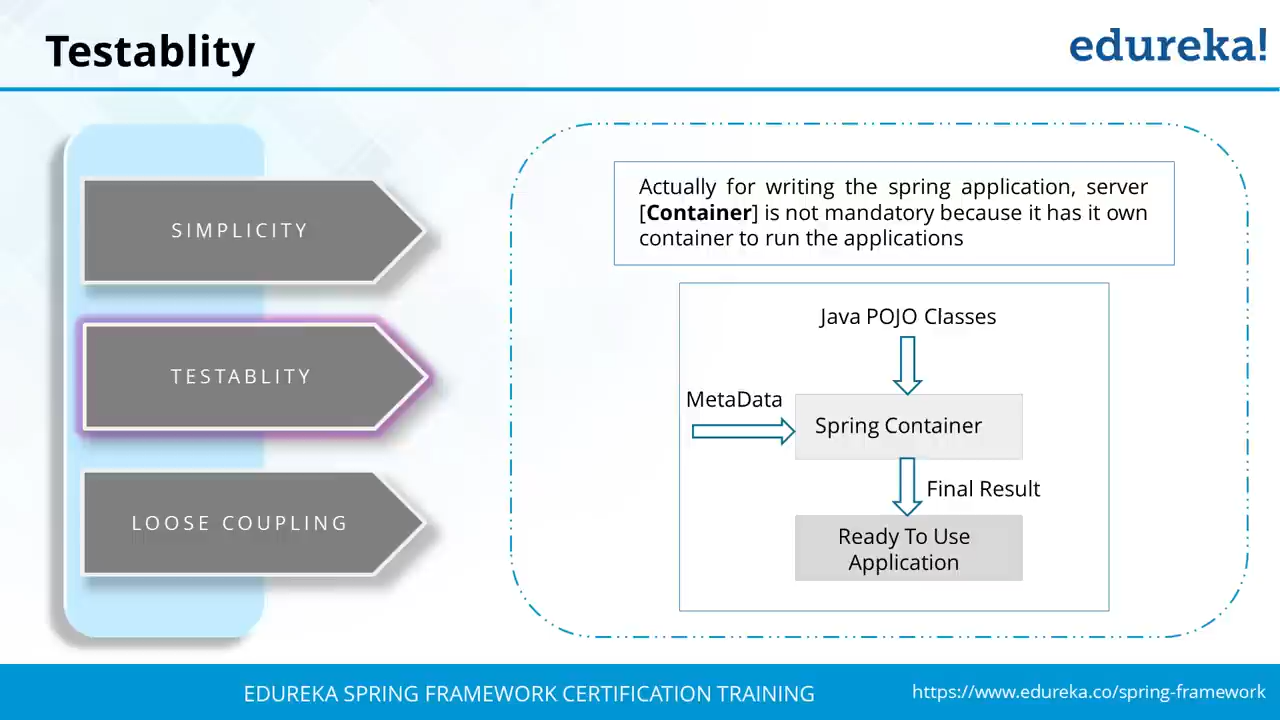 Testablity
edureka!
SIMPLICITY
TESTABLITY
LOOSE COUPLING
Actually for writing the spring application, server
[Container] is not mandatory because it has it own
container to run the applications
Java POJO Classes
MetaData
Spring Container
Final Result
Ready To Use
Application
EDUREKA SPRING FRAMEWORK CERTIFICATION TRAINING
https://www.edureka.co/spring-framework